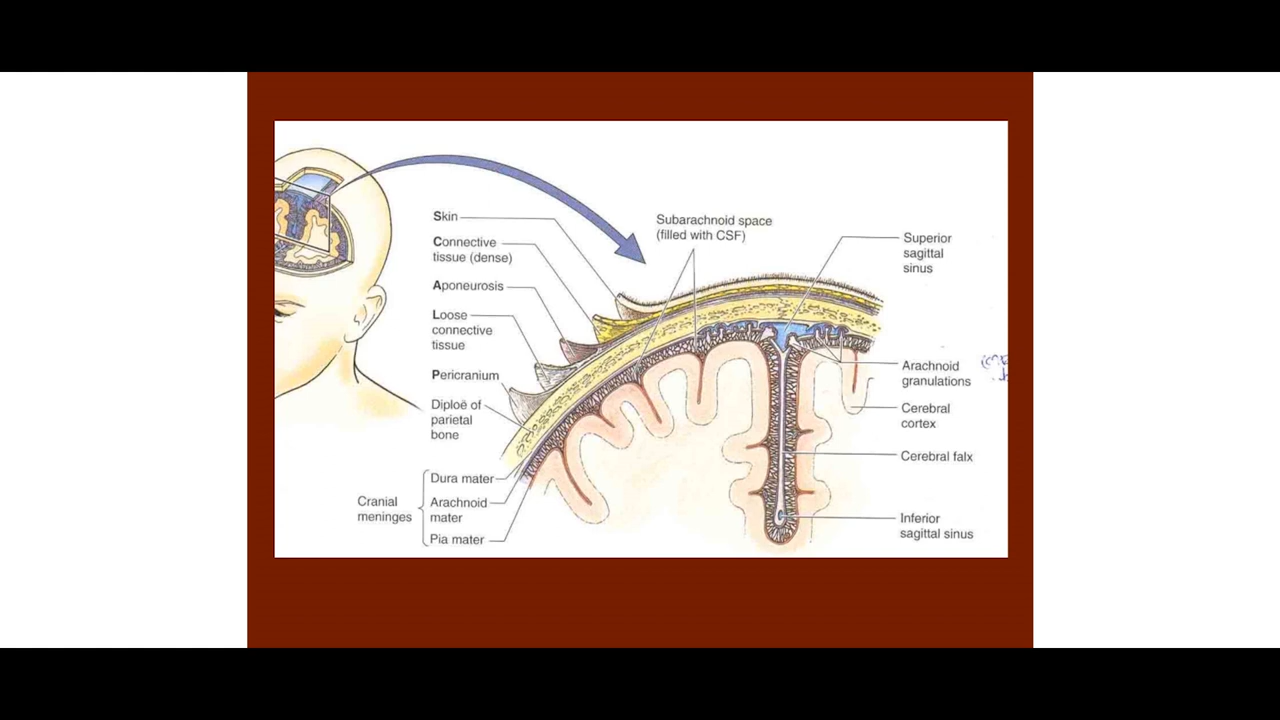 Skin
Connective
tissue (dense)
Aponeurosis
Loose
connective
tissue
Pericranium
Diploë of
parietal
bone
Cranial
meninges
Dura mater
Arachnoid
mater
Pia mater
Subarachnoid space
(filled with CSF)
Superior
sagittal
sinus
Arachnoid
granulations
Cerebral
cortex
Cerebral falx
Inferior
sagittal sinus